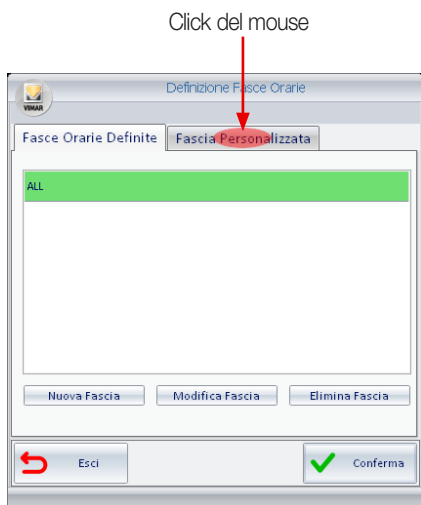 Click del mouse
Definizione Fasce Orarie
VIMAR
Fasce Orarie Definite Fascia Personalizzata
ALL
Nuova Fascia Modifica Fascia Elimina Fascia
Esci Conferma